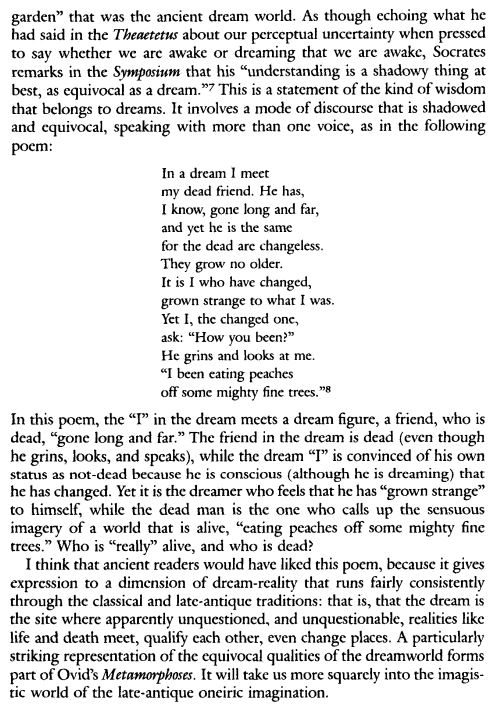 garden” that was the ancient dream world. As though echoing what he
had said in the Theaetetus about our perceptual uncertainty when pressed
to say whether we are awake or dreaming that we are awake, Socrates
remarks in the Symposium that his “understanding is a shadowy thing at
best, as equivocal as a dream.”7 This is a statement of the kind of wisdom
that belongs to dreams. It involves a mode of discourse that is shadowed
and equivocal, speaking with more than one voice, as in the following
poem:
In a dream I meet
my dead friend. He has,
I know, gone long and far,
and yet he is the same
for the dead are changeless.
They grow no older.
It is I who have changed,
grown strange to what I was.
Yet I, the changed one,
ask: “How you been?”
He grins and looks at me.
“I been eating peaches
off some mighty fine trees.”8
In this poem, the “I” in the dream meets a dream figure, a friend, who is
dead, “gone long and far.” The friend in the dream is dead (even though
he grins, looks, and speaks), while the dream “I” is convinced of his own
status as not-dead because he is conscious (although he is dreaming) that
he has changed. Yet it is the dreamer who feels that he has “grown strange”
to himself, while the dead man is the one who calls up the sensuous
imagery of a world that is alive, “eating peaches off some mighty fine
trees.” Who is “really” alive, and who is dead?
I think that ancient readers would have liked this poem, because it gives
expression to a dimension of dream-reality that runs fairly consistently
through the classical and late-antique traditions: that is, that the dream is
the site where apparently unquestioned, and unquestionable, realities like
life and death meet, qualify each other, even change places. A particularly
striking representation of the equivocal qualities of the dreamworld forms
part of Ovid’s Metamorphoses. It will take us more squarely into the imagis-
tic world of the late-antique oneiric imagination.